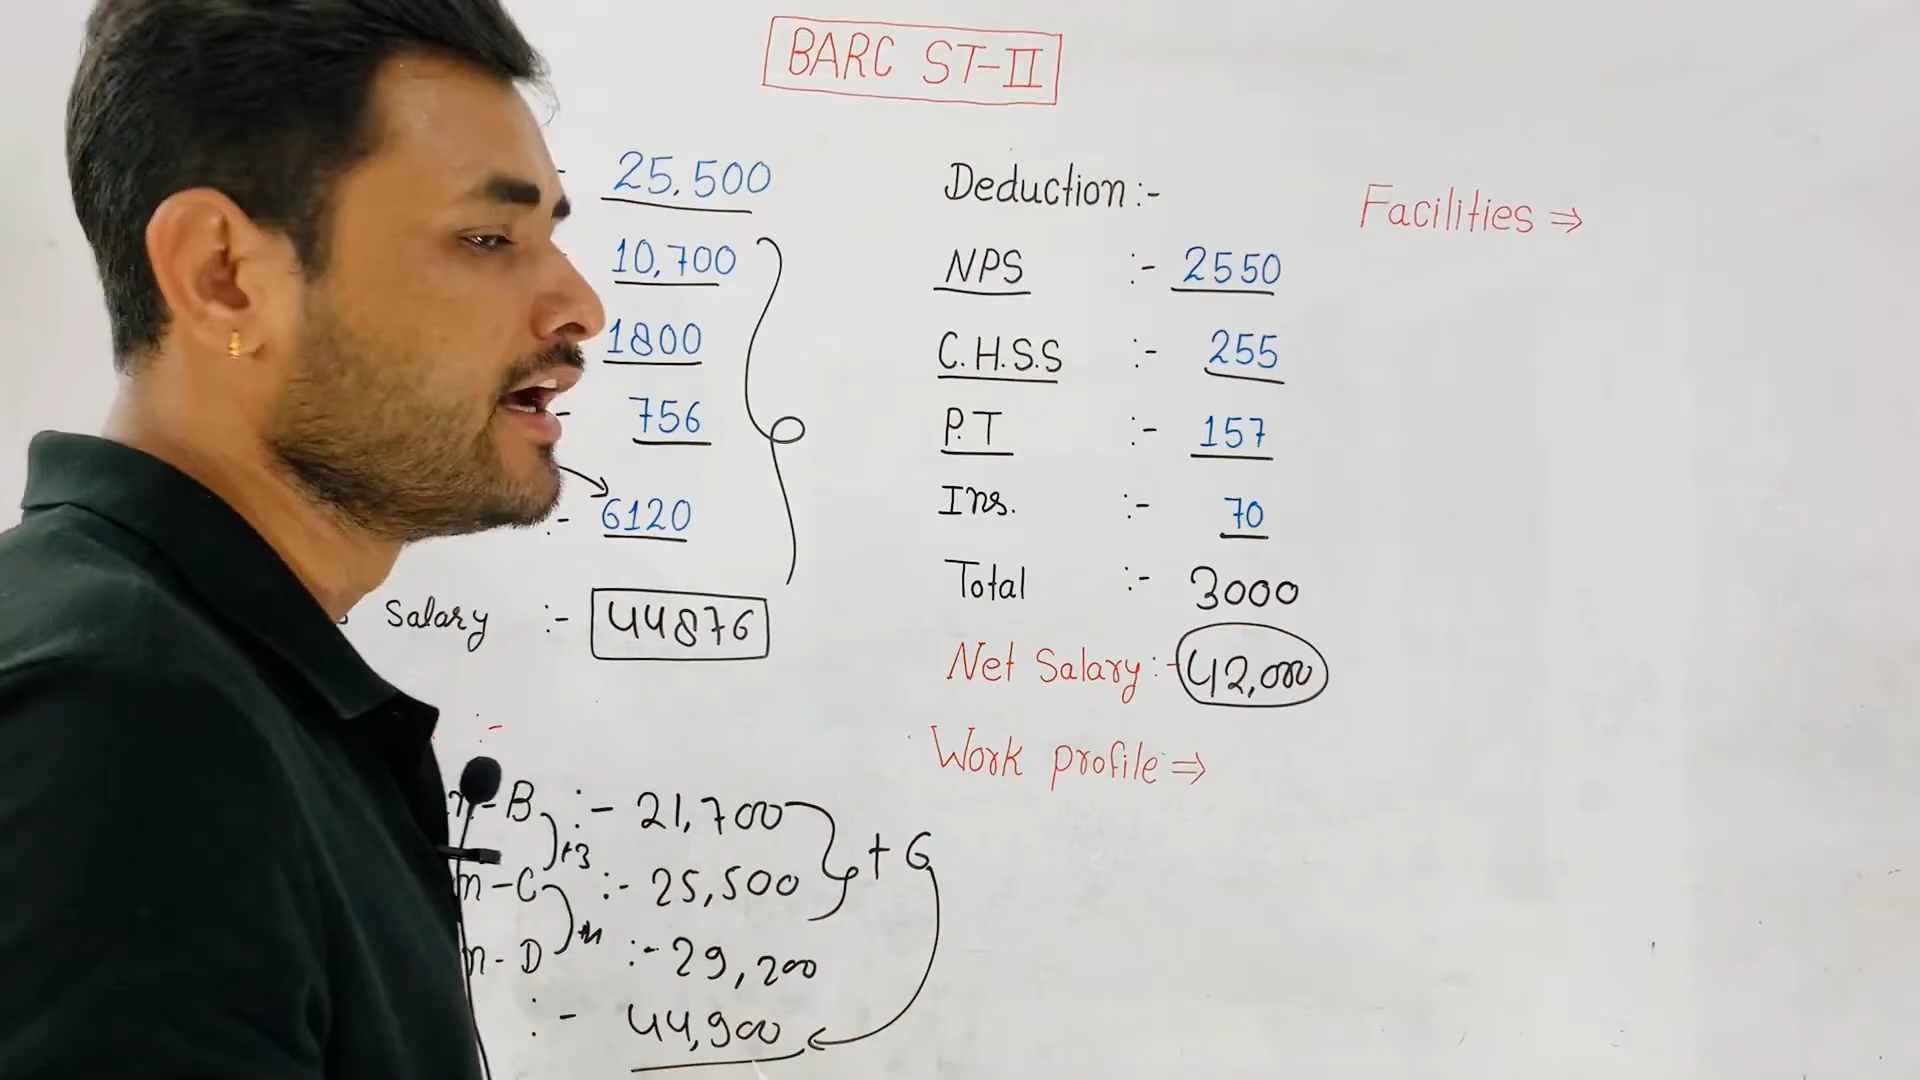 BARC ST-II
:- 25,500
10,700
1800
- 756
:- 6120
Salary :- 44876
Deduction :-
NPS :- 2550
C.H.S.S :- 255
P.T :- 157
Ins. :- 70
Total :- 3000
Net Salary :- 42,000
Work profile ⇒
Facilities ⇒
:-
-B :- 21,700
+3
n-C :- 25,500
+ 6
n-D :- 29,200
:- 44,900